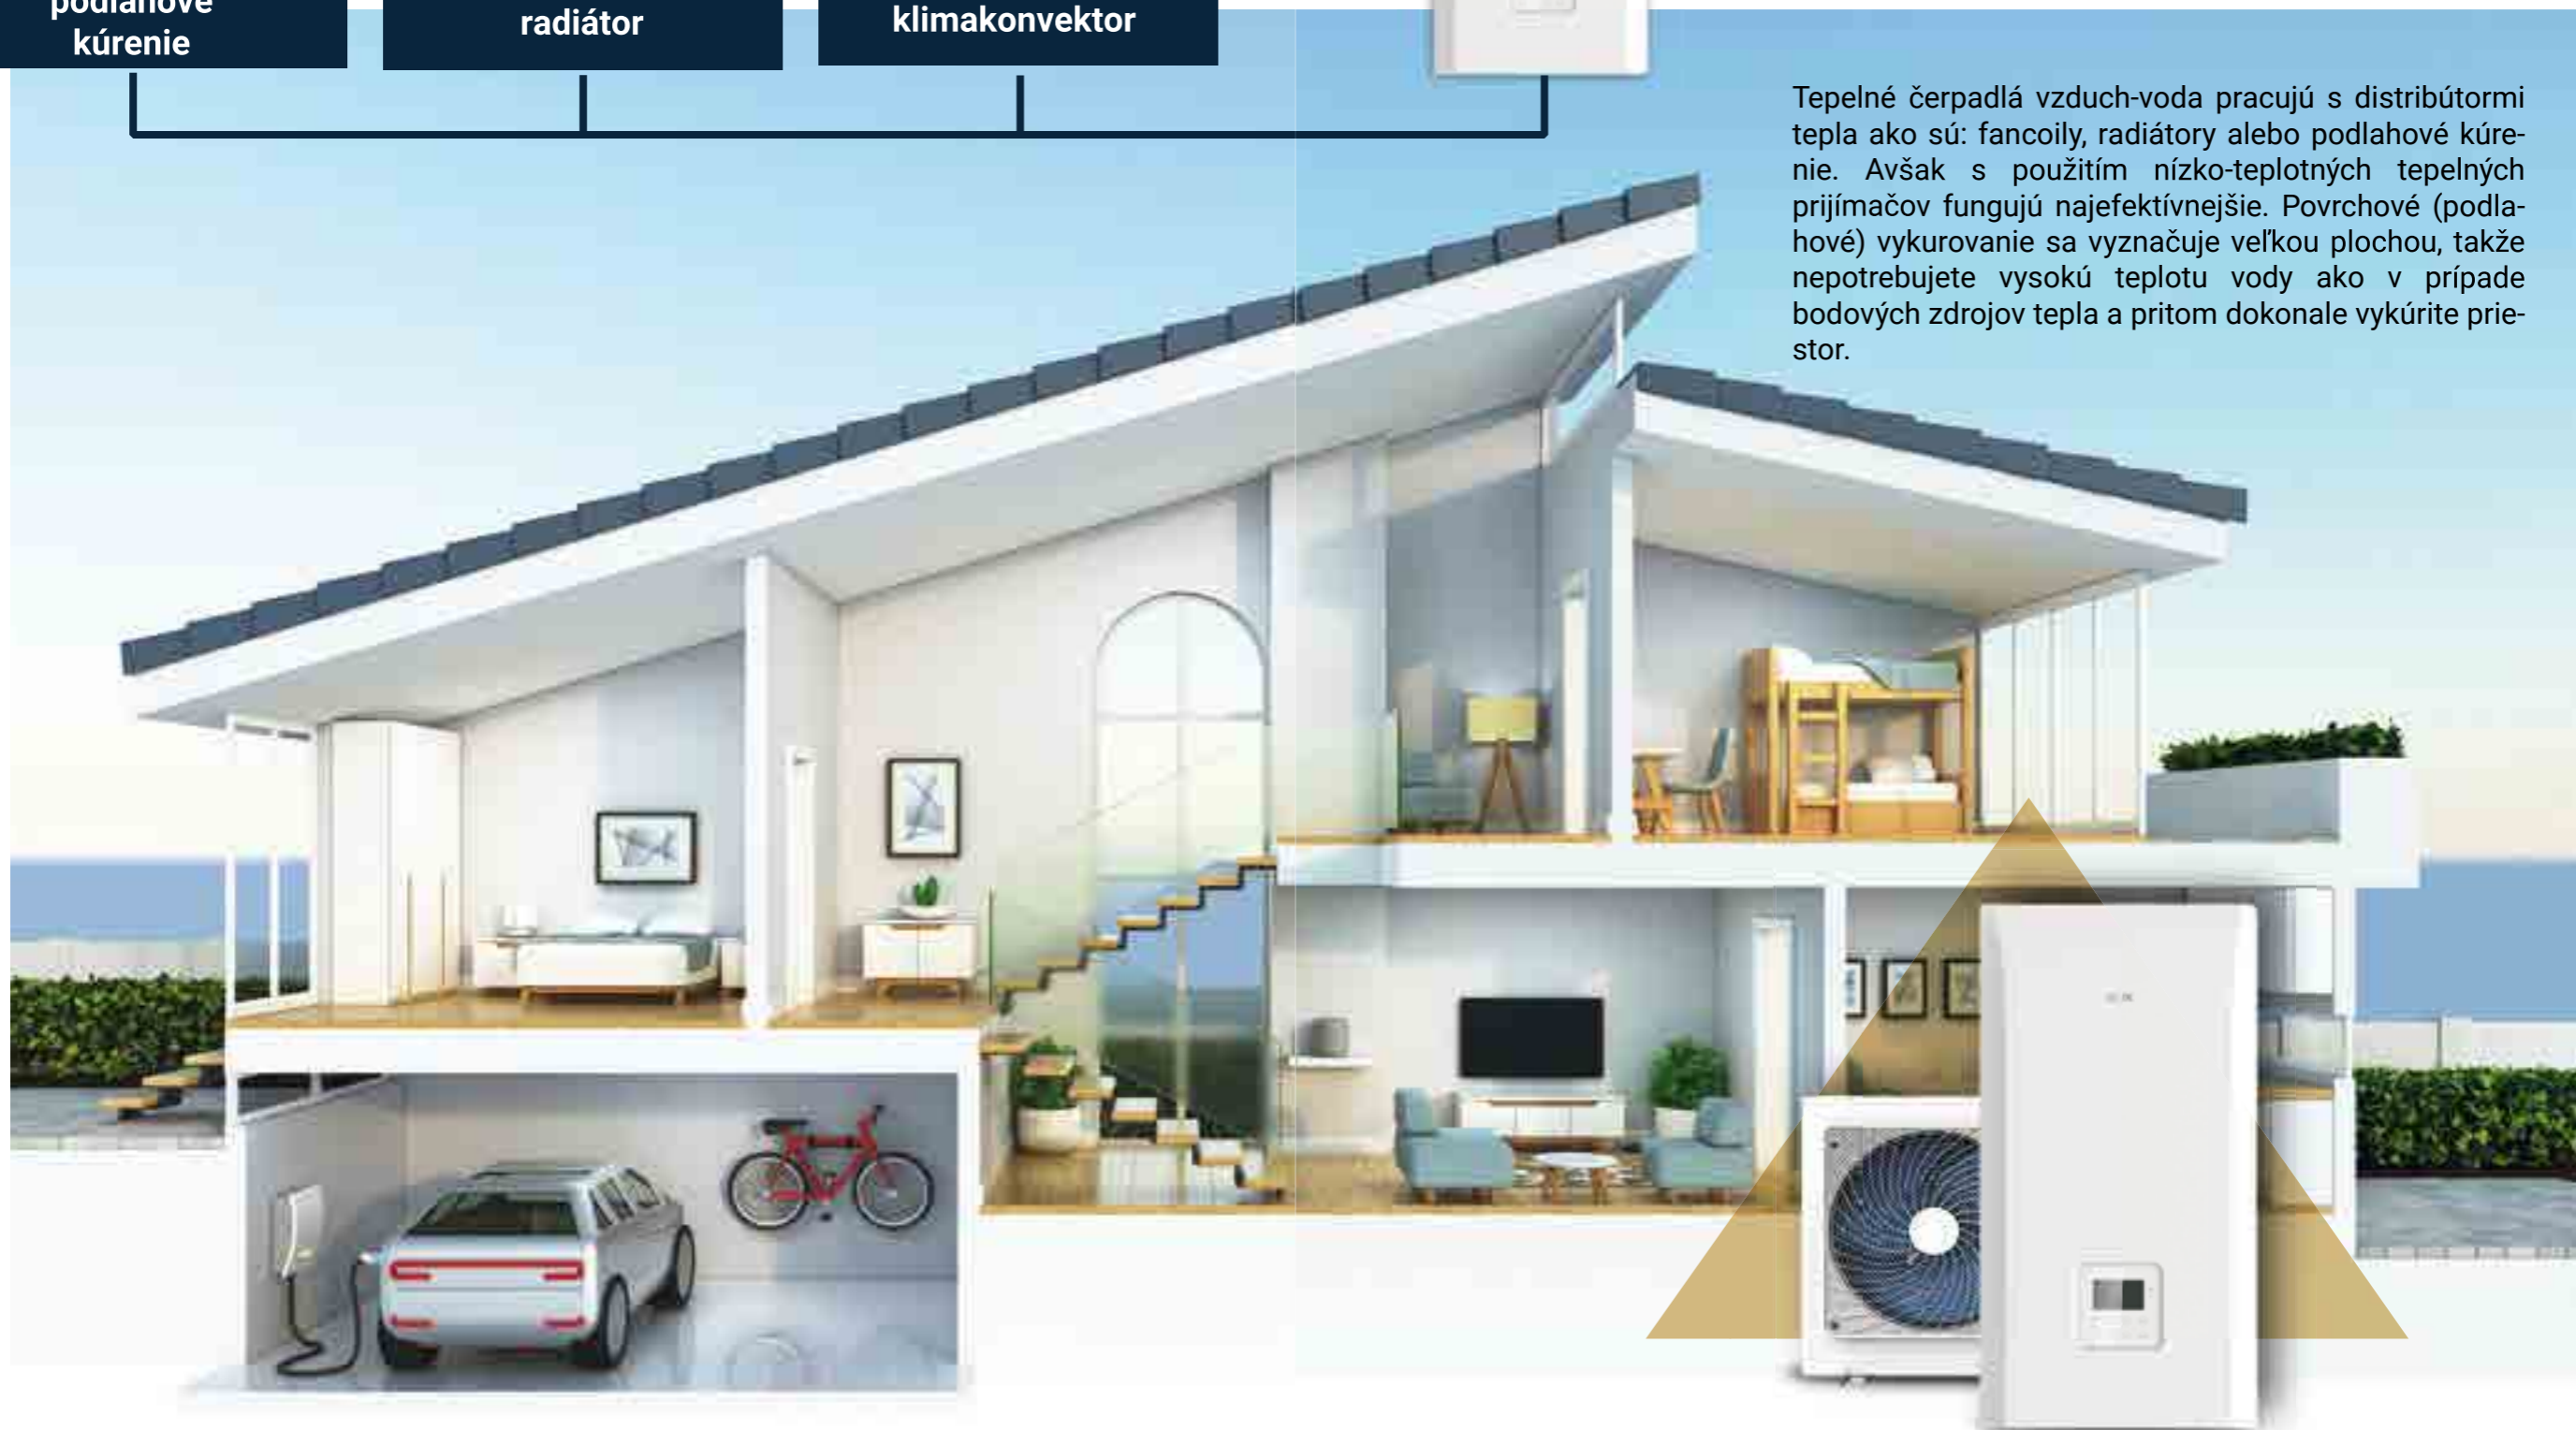 podlahové
kúrenie
radiátor
klimakonvektor
Tepelné čerpadlá vzduch-voda pracujú s distribútormi
tepla ako sú: fancoily, radiátory alebo podlahové kúre-
nie. Avšak s použitím nízko-teplotných tepelných
prijímačov fungujú najefektívnejšie. Povrchové (podla-
hové) vykurovanie sa vyznačuje veľkou plochou, takže
nepotrebujete vysokú teplotu vody ako v prípade
bodových zdrojov tepla a pritom dokonale vykúrite prie-
stor.